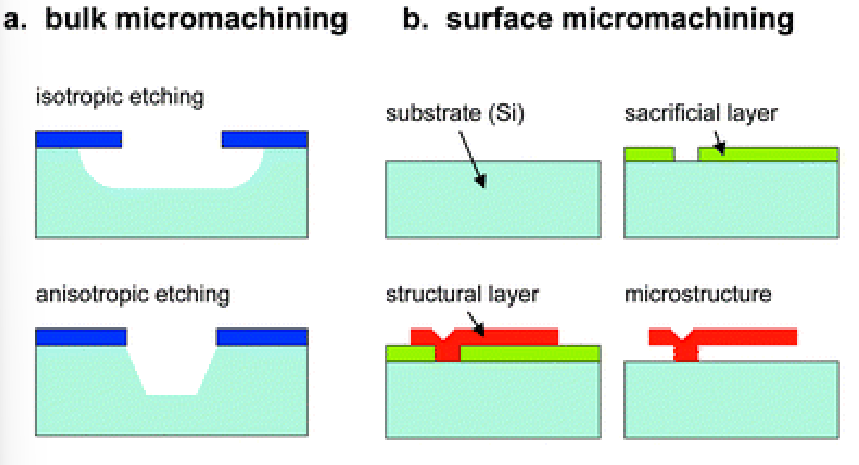 a. bulk micromachining
b. surface micromachining
isotropic etching
substrate (Si)
sacrificial layer
anisotropic etching
structural layer
microstructure